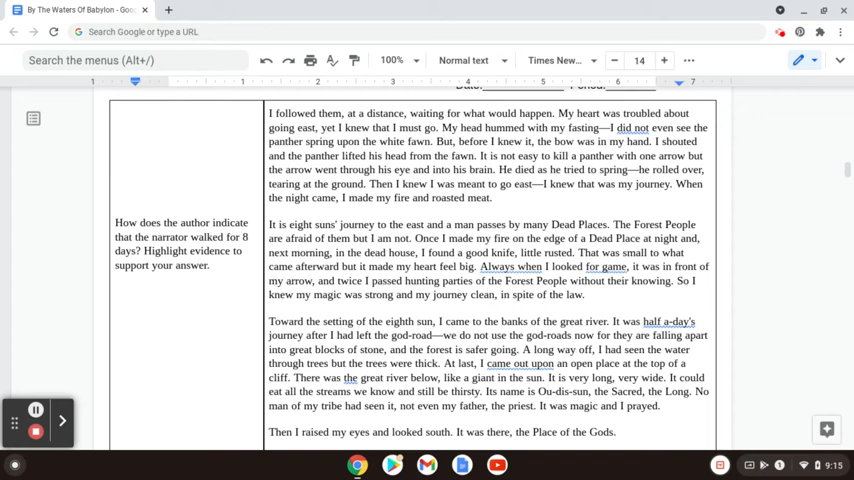 By The Waters Of Babylon - Goo
Search Google or type a URL
Search the menus (Alt+/)
100%
Normal text
Times New...
14
1 1 2 3 4 5 6 7
I followed them, at a distance, waiting for what would happen. My heart was troubled about
going east, yet I knew that I must go. My head hummed with my fasting—I did not even see the
panther spring upon the white fawn. But, before I knew it, the bow was in my hand. I shouted
and the panther lifted his head from the fawn. It is not easy to kill a panther with one arrow but
the arrow went through his eye and into his brain. He died as he tried to spring—he rolled over,
tearing at the ground. Then I knew I was meant to go east—I knew that was my journey. When
the night came, I made my fire and roasted meat.
How does the author indicate
that the narrator walked for 8
days? Highlight evidence to
support your answer.
It is eight suns' journey to the east and a man passes by many Dead Places. The Forest People
are afraid of them but I am not. Once I made my fire on the edge of a Dead Place at night and,
next morning, in the dead house, I found a good knife, little rusted. That was small to what
came afterward but it made my heart feel big. Always when I looked for game, it was in front of
my arrow, and twice I passed hunting parties of the Forest People without their knowing. So I
knew my magic was strong and my journey clean, in spite of the law.
Toward the setting of the eighth sun, I came to the banks of the great river. It was half a-day's
journey after I had left the god-road—we do not use the god-roads now for they are falling apart
into great blocks of stone, and the forest is safer going. A long way off, I had seen the water
through trees but the trees were thick. At last, I came out upon an open place at the top of a
cliff. There was the great river below, like a giant in the sun. It is very long, very wide. It could
eat all the streams we know and still be thirsty. Its name is Ou-dis-sun, the Sacred, the Long. No
man of my tribe had seen it, not even my father, the priest. It was magic and I prayed.
Then I raised my eyes and looked south. It was there, the Place of the Gods.
1
9:15